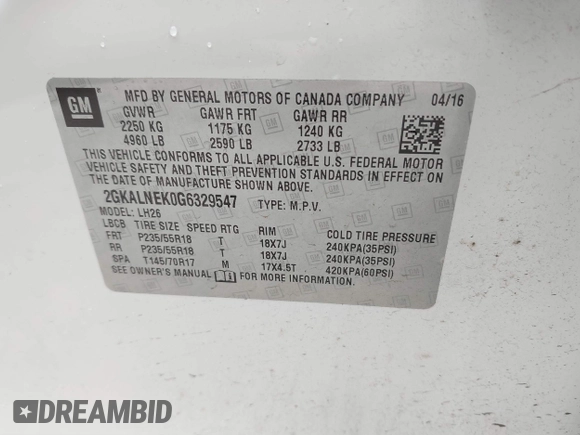 GM
MFD BY GENERAL MOTORS OF CANADA COMPANY 04/16
GVWR GAWR FRT GAWR RR
2250 KG 1175 KG 1240 KG
4960 LB 2590 LB 2733 LB
THIS VEHICLE CONFORMS TO ALL APPLICABLE U.S. FEDERAL MOTOR
VEHICLE SAFETY AND THEFT PREVENTION STANDARDS IN EFFECT ON
THE DATE OF MANUFACTURE SHOWN ABOVE.
2GKALNEK0G6329547 TYPE: M.P.V.
MODEL: LH26
LBCB TIRE SIZE SPEED RTG RIM COLD TIRE PRESSURE
FRT P235/55R18 T 18X7J 240KPA(35PSI)
RR P235/55R18 T 18X7J 240KPA(35PSI)
SPA T145/70R17 M 17X4.5T 420KPA(60PSI)
SEE OWNER'S MANUAL FOR MORE INFORMATION.
DREAMBID